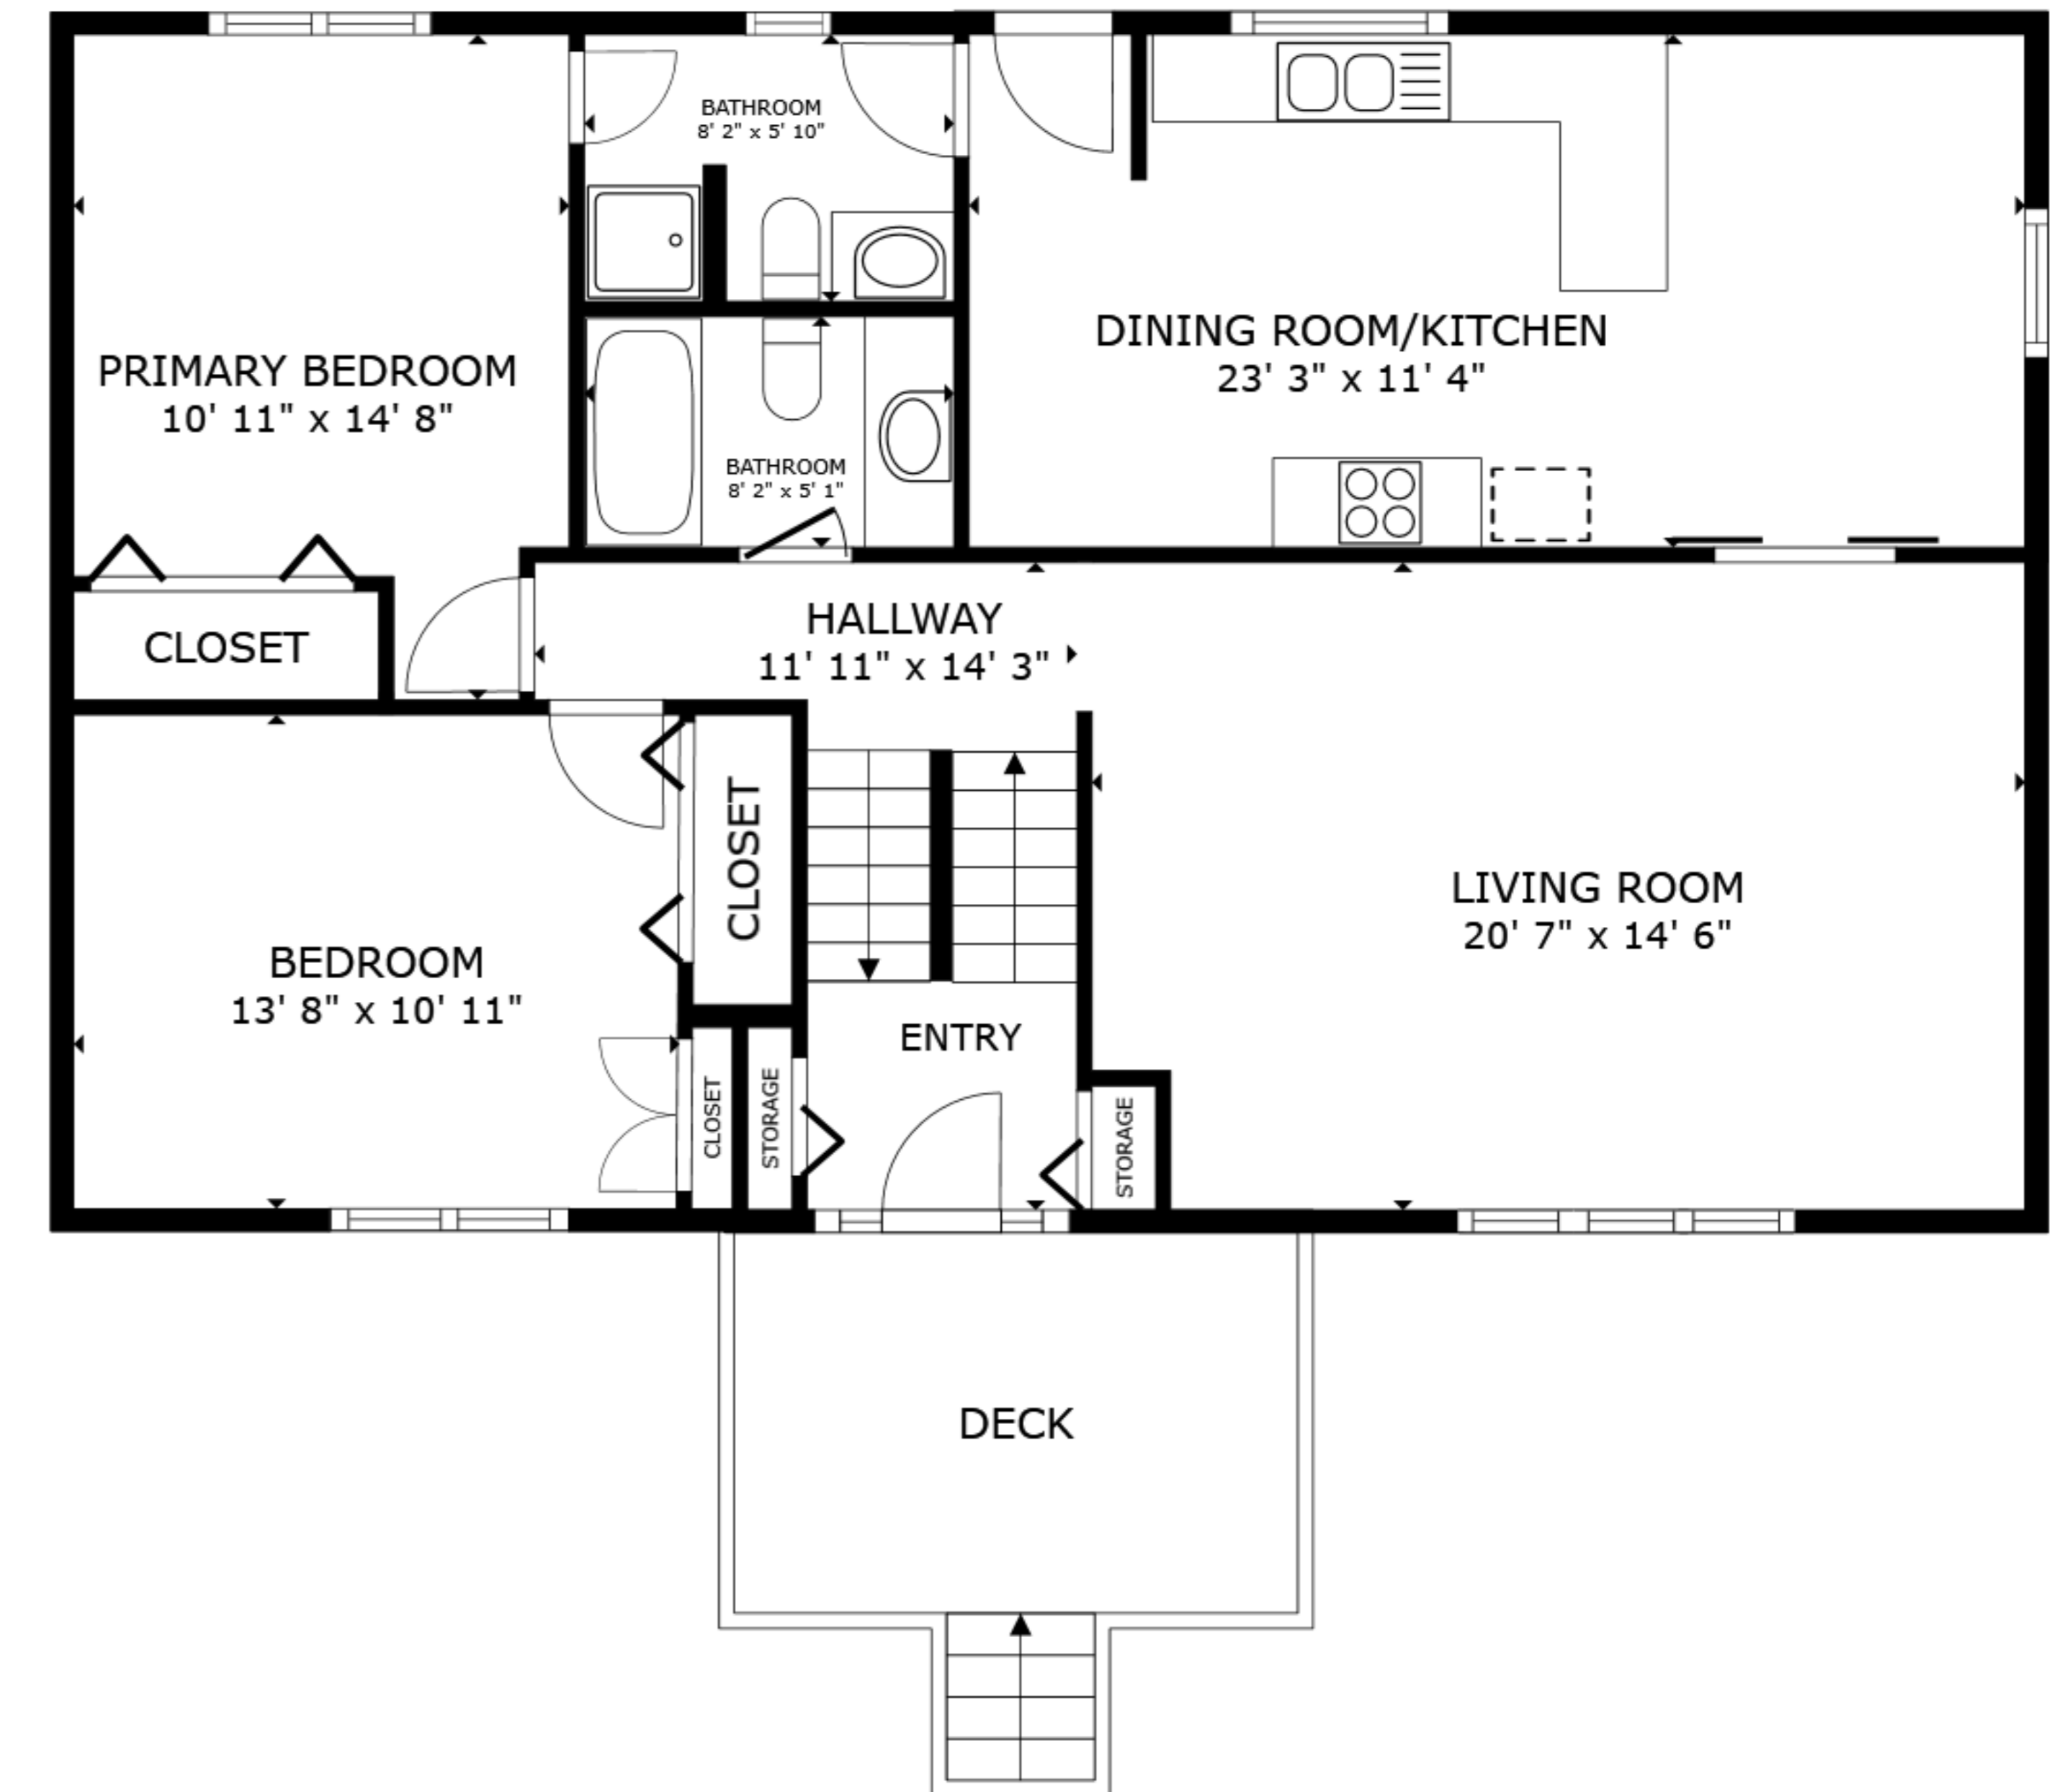 BATHROOM
8' 2" x 5' 10"
DINING ROOM/KITCHEN
23' 3" x 11' 4"
PRIMARY BEDROOM
10' 11" x 14' 8"
BATHROOM
8' 2" x 5' 1"
CLOSET
HALLWAY
11' 11" x 14' 3"
CLOSET
LIVING ROOM
20' 7" x 14' 6"
BEDROOM
13' 8" x 10' 11"
ENTRY
CLOSET
STORAGE
STORAGE
DECK